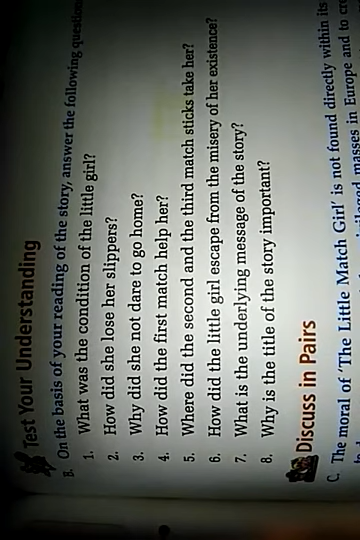 Test Your Understanding
B. On the basis of your reading of the story, answer the following
1. What was the condition of the little girl?
2. How did she lose her slippers?
3. Why did she not dare to go home?
4. How did the first match help her?
5. Where did the second and the third match sticks take her?
6. How did the little girl escape from the misery of her existence?
7. What is the underlying message of the story?
8. Why is the title of the story important?
Discuss in Pairs
C. The moral of 'The Little Match Girl' is not found directly within its
masses in Europe and to